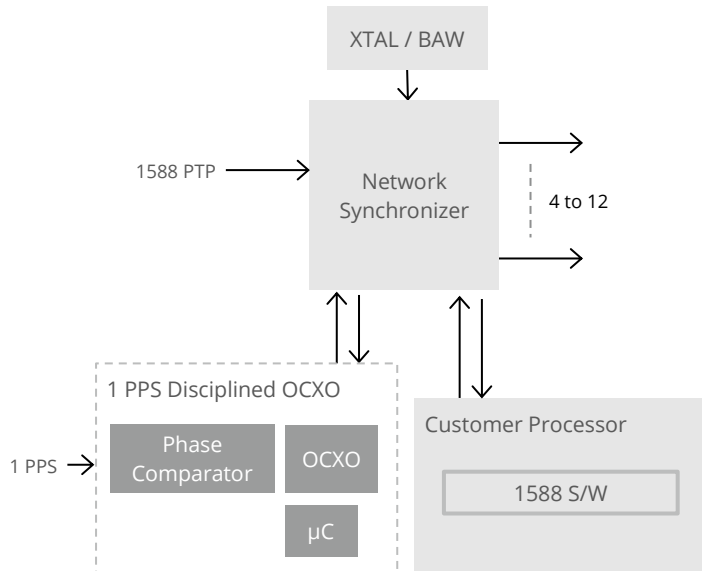 XTAL / BAW
1588 PTP
Network
Synchronizer
4 to 12
1 PPS Disciplined OCXO
Phase
Comparator
OCXO
µC
1 PPS
Customer Processor
1588 S/W